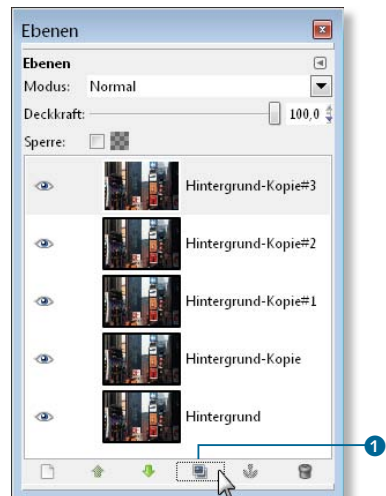 Ebenen
Ebenen
Modus: Normal
Deckkraft: 100,0
Sperre:
Hintergrund-Kopie#3
Hintergrund-Kopie#2
Hintergrund-Kopie#1
Hintergrund-Kopie
Hintergrund
1